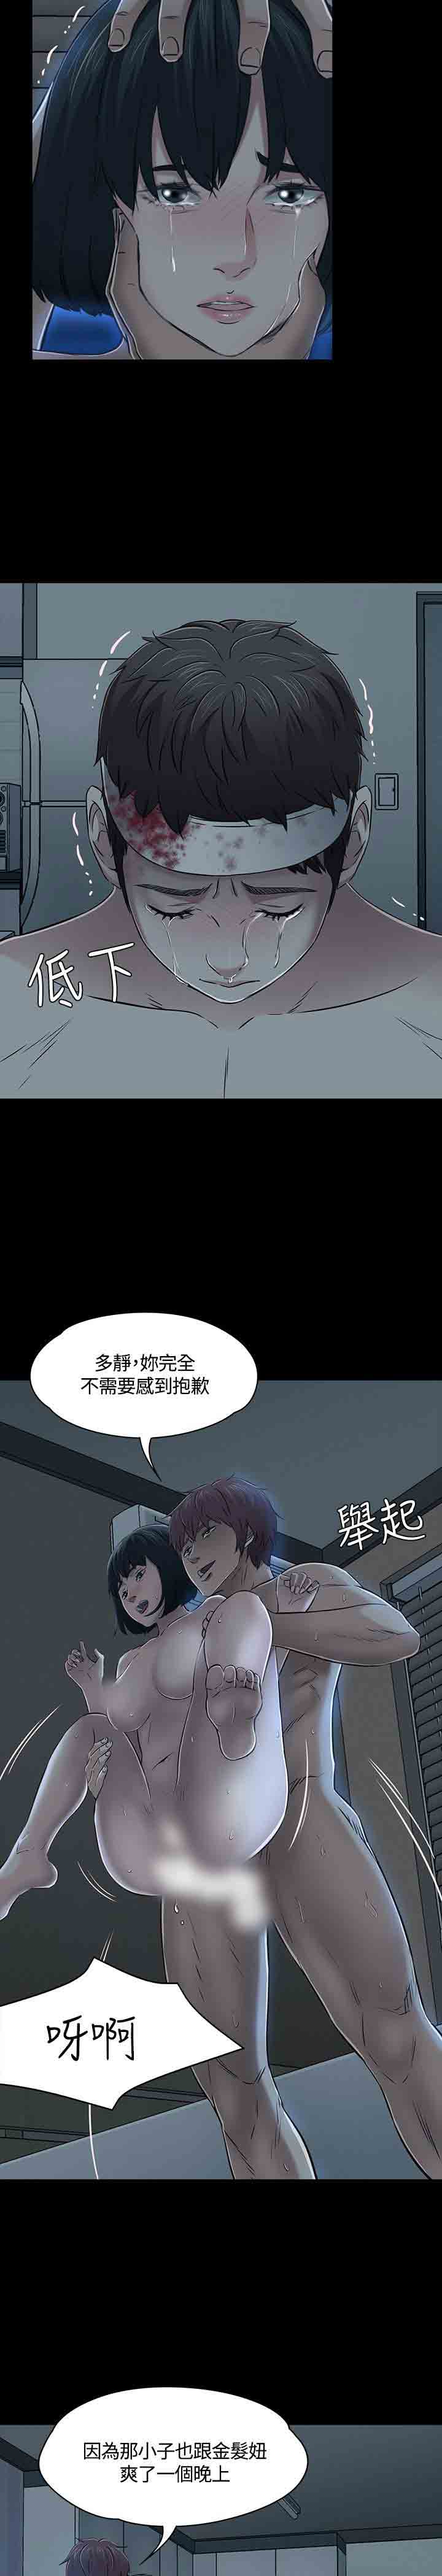 低下
多靜，妳完全
不需要感到抱歉
舉起
呀啊
因為那小子也跟金髮妞
爽了一個晚上